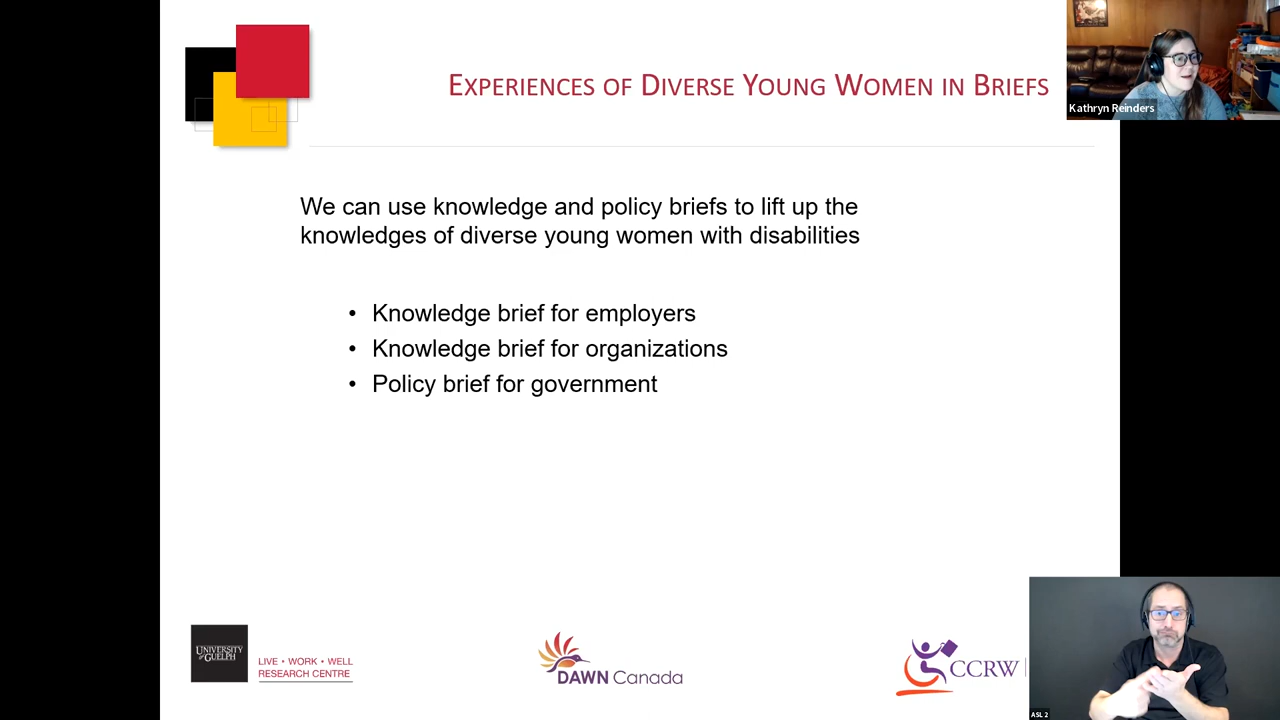 EXPERIENCES OF DIVERSE YOUNG WOMEN IN BRIEFS
Kathryn Reinders
We can use knowledge and policy briefs to lift up the
knowledges of diverse young women with disabilities
• Knowledge brief for employers
• Knowledge brief for organizations
• Policy brief for government
UNIVERSITY
OF GUELPH
LIVE • WORK • WELL
RESEARCH CENTRE
DAWN Canada
CCRW
ASL 2